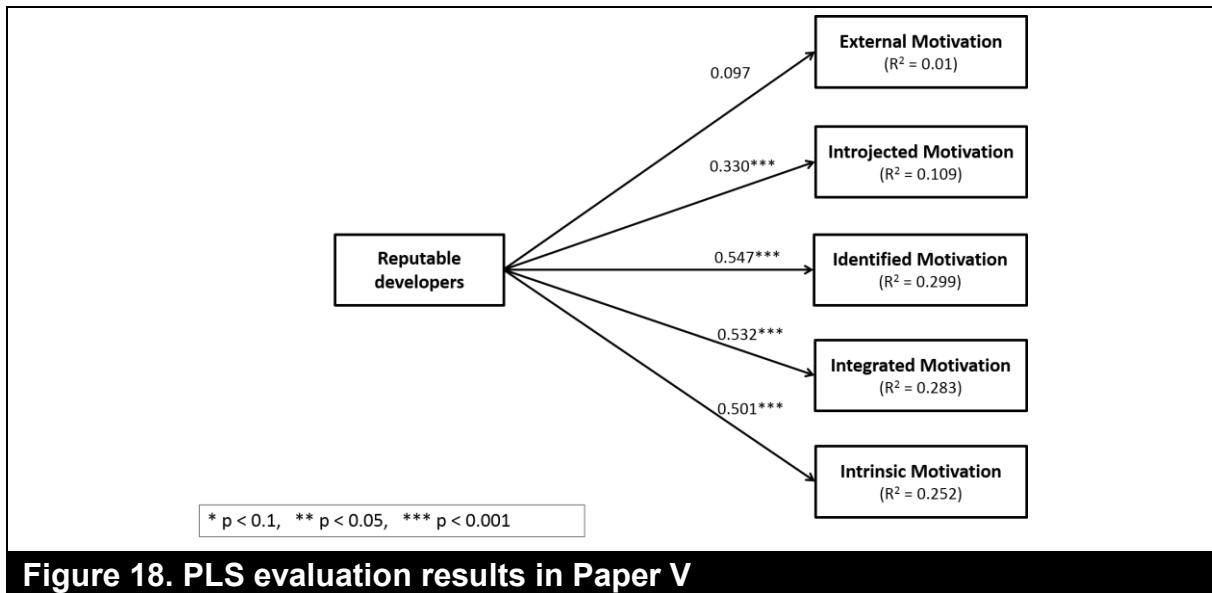 External Motivation
(R² = 0.01)
0.097
Introjected Motivation
(R² = 0.109)
0.330***
Reputable
developers
0.547***
Identified Motivation
(R² = 0.299)
0.532***
Integrated Motivation
(R² = 0.283)
0.501***
Intrinsic Motivation
(R² = 0.252)
* p < 0.1, ** p < 0.05, *** p < 0.001
Figure 18. PLS evaluation results in Paper V